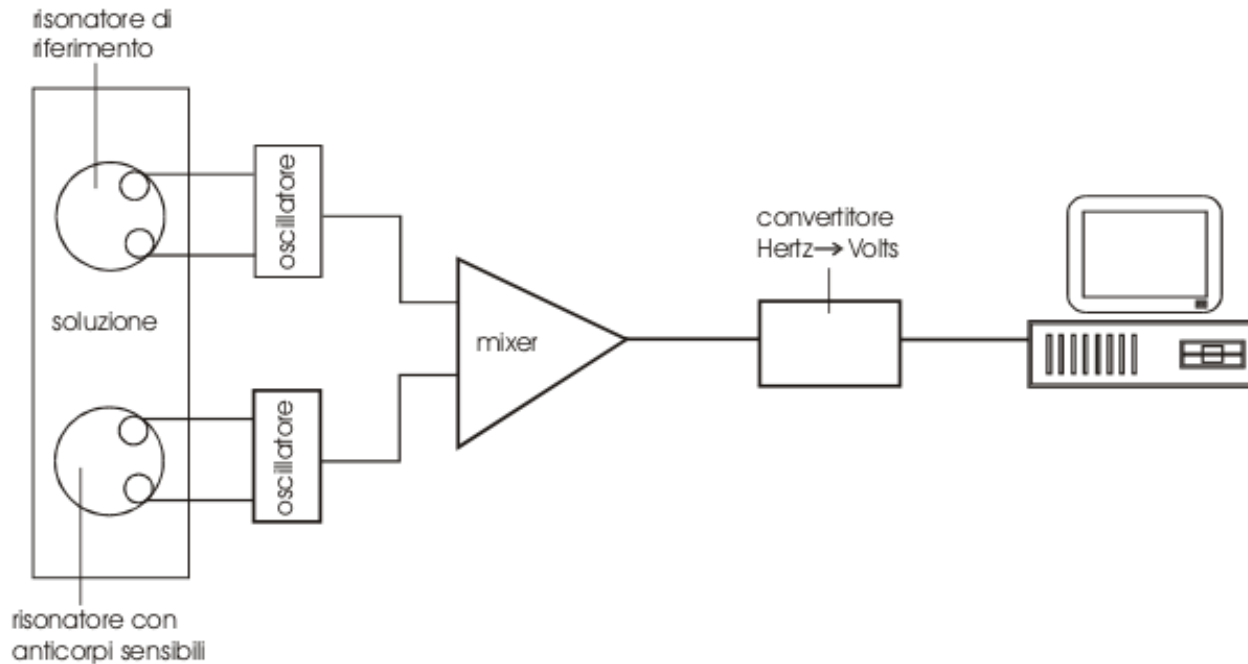 risonatore di
riferimento
oscillatore
soluzione
oscillatore
mixer
convertitore
Hertz→ Volts
risonatore con
anticorpi sensibili